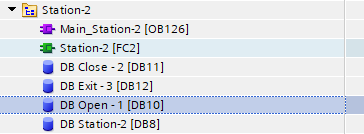 Station-2
Main_Station-2 [OB126]
Station-2 [FC2]
DB Close - 2 [DB11]
DB Exit - 3 [DB12]
DB Open - 1 [DB10]
DB Station-2 [DB8]